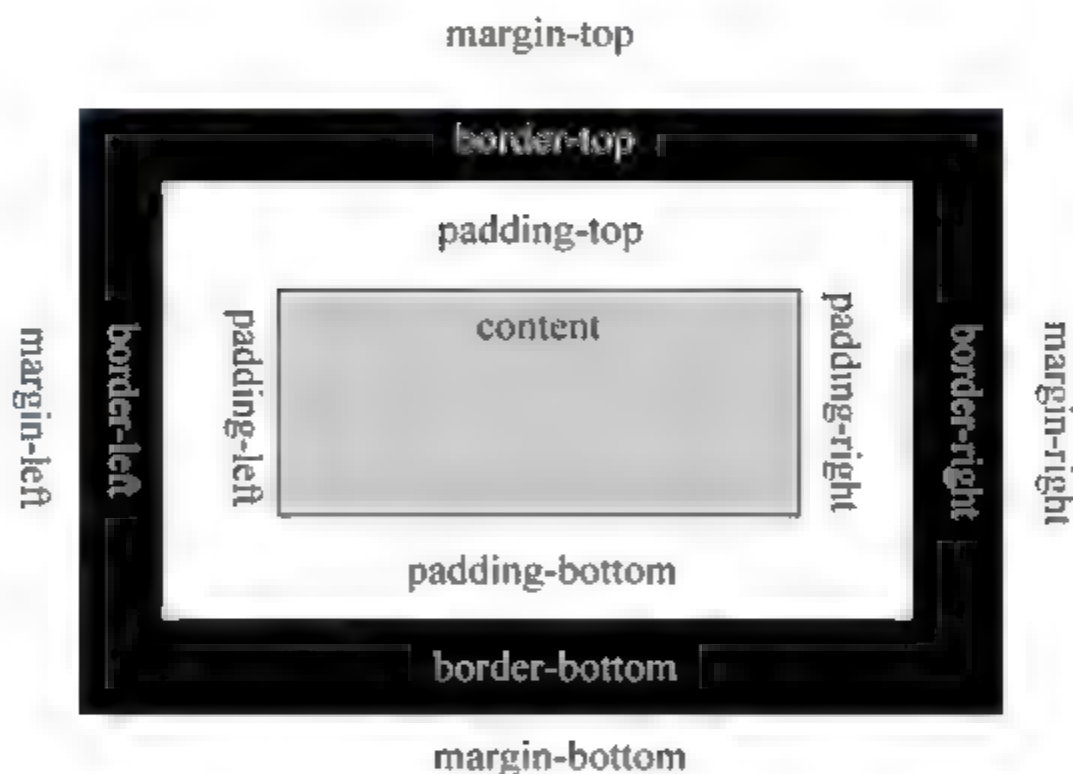 margin-top
border-top
padding-top
content
margin-left
border-left
padding-left
padding-right
border-right
margin-right
padding-bottom
border-bottom
margin-bottom